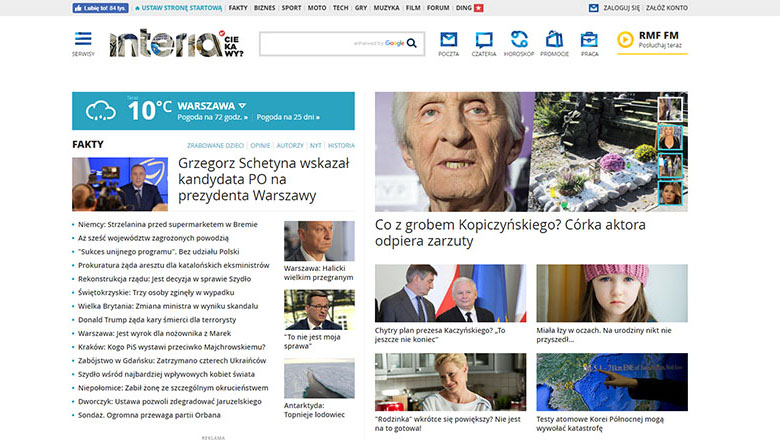 Lubię to! 84 tys. USTAW STRONĘ STARTOWĄ | FAKTY | BIZNES | SPORT | MOTO | TECH | GRY | MUZYKA | FILM | FORUM | DING
ZALOGUJ SIĘ | ZAŁÓŻ KONTO
SERWISY
interia
CIE
KA
WY?
enhanced by Google
POCZTA
CZATERIA
HOROSKOP
PROMOCJE
PRACA
RMF FM
Posłuchaj teraz
Teraz
10°C
WARSZAWA
Pogoda na 72 godz. » Pogoda na 25 dni »
FAKTY
ZRABOWANE DZIECI | OPINIE | AUTORZY | NYT | HISTORIA
Grzegorz Schetyna wskazał
kandydata PO na
prezydenta Warszawy
Niemcy: Strzelanina przed supermarketem w Bremie
Aż sześć województw zagrożonych powodzią
"Sukces unijnego programu". Bez udziału Polski
Prokuratura żąda aresztu dla katalońskich eksministrów
Rekonstrukcja rządu: Jest decyzja w sprawie Szydło
Świętokrzyskie: Trzy osoby zginęły w wypadku
Wielka Brytania: Zmiana ministra w wyniku skandalu
Donald Trump żąda kary śmierci dla terrorysty
Warszawa: Jest wyrok dla nożownika z Marek
Kraków: Kogo PiS wystawi przeciwko Majchrowskiemu?
Zabójstwo w Gdańsku: Zatrzymano czterech Ukraińców
Szydło wśród najbardziej wpływowych kobiet świata
Niepołomice: Zabił żonę ze szczególnym okrucieństwem
Dworczyk: Ustawa pozwoli zdegradować Jaruzelskiego
Sondaż. Ogromna przewaga partii Orbana
Warszawa: Halicki
wielkim przegranym
"To nie jest moja
sprawa"
Antarktyda:
Topnieje lodowiec
REKLAMA
Co z grobem Kopiczyńskiego? Córka aktora
odpiera zarzuty
Chytry plan prezesa Kaczyńskiego? „To
jeszcze nie koniec"
Miała łzy w oczach. Na urodziny nikt nie
przyszedł...
"Rodzinka" wkrótce się powiększy? Nie jest
na to gotowa!
Testy atomowe Korei Północnej mogą
wywołać katastrofę